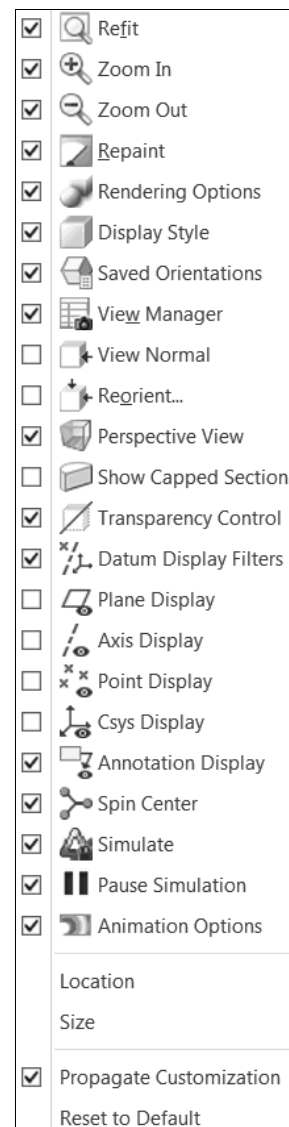 Refit
Zoom In
Zoom Out
Repaint
Rendering Options
Display Style
Saved Orientations
View Manager
View Normal
Reorient...
Perspective View
Show Capped Section
Transparency Control
Datum Display Filters
Plane Display
Axis Display
Point Display
Csys Display
Annotation Display
Spin Center
Simulate
Pause Simulation
Animation Options
Location
Size
Propagate Customization
Reset to Default